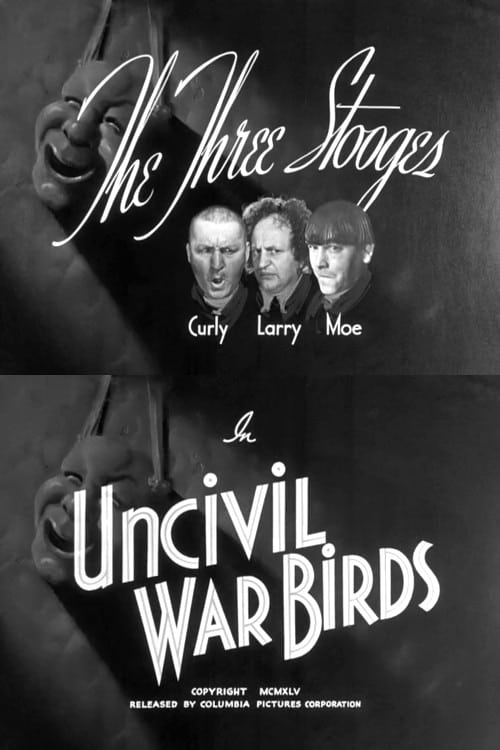 The Three Stooges
Curly Larry Moe
In
Uncivil
War Birds
COPYRIGHT MCMXLV
RELEASED BY COLUMBIA PICTURES CORPORATION